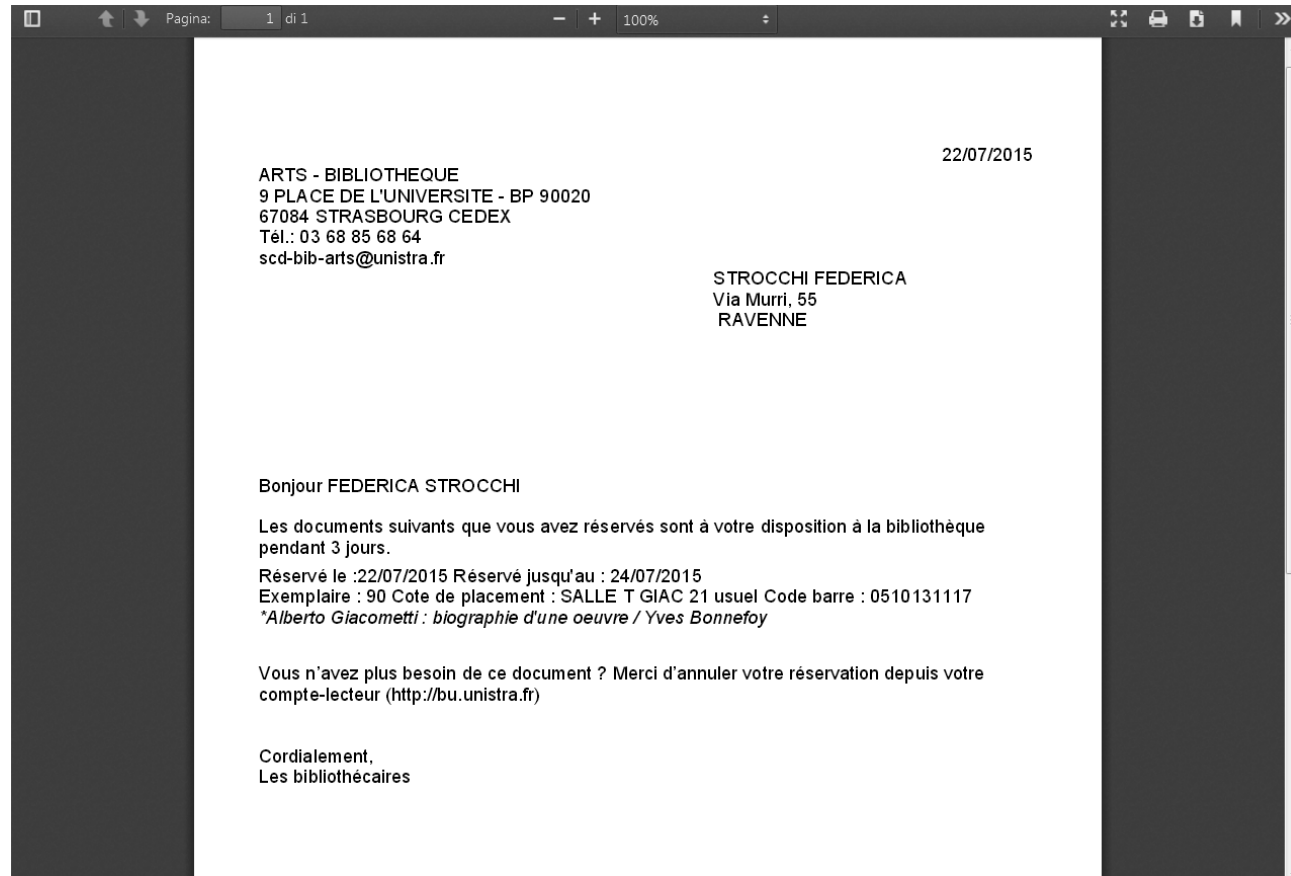 Pagina: 1 di 1 100%
22/07/2015
ARTS - BIBLIOTHEQUE
9 PLACE DE L'UNIVERSITE - BP 90020
67084 STRASBOURG CEDEX
Tél.: 03 68 85 68 64
scd-bib-arts@unistra.fr
STROCCHI FEDERICA
Via Murri, 55
RAVENNE
Bonjour FEDERICA STROCCHI
Les documents suivants que vous avez réservés sont à votre disposition à la bibliothèque
pendant 3 jours.
Réservé le :22/07/2015 Réservé jusqu'au : 24/07/2015
Exemplaire : 90 Cote de placement : SALLE T GIAC 21 usuel Code barre : 0510131117
*Alberto Giacometti : biographie d'une oeuvre / Yves Bonnefoy
Vous n’avez plus besoin de ce document ? Merci d’annuler votre réservation depuis votre
compte-lecteur (http://bu.unistra.fr)
Cordialement,
Les bibliothécaires